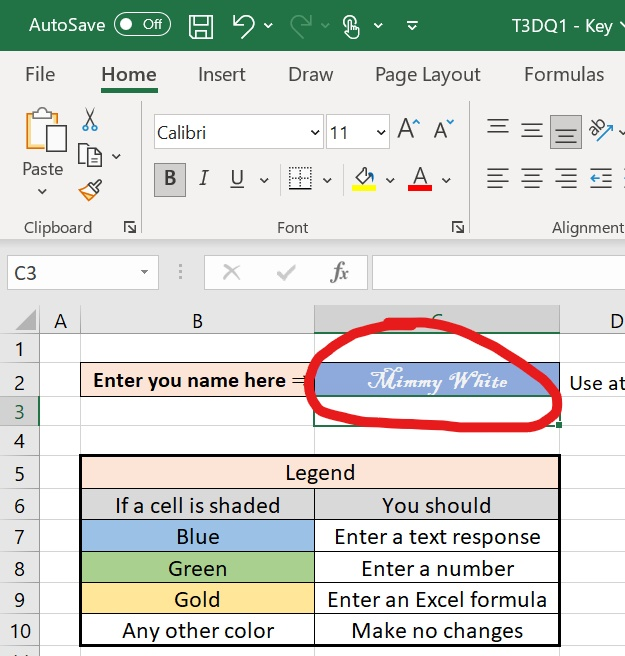 AutoSave Off T3DQ1 - Key
File Home Insert Draw Page Layout Formulas
Calibri 11 A A ab
Paste B I U A
Clipboard Font Alignment
C3 fx
A B C D
1
2 Enter you name here ⇒ Mimmy White Use at
3
4
5 Legend
6 If a cell is shaded You should
7 Blue Enter a text response
8 Green Enter a number
9 Gold Enter an Excel formula
10 Any other color Make no changes